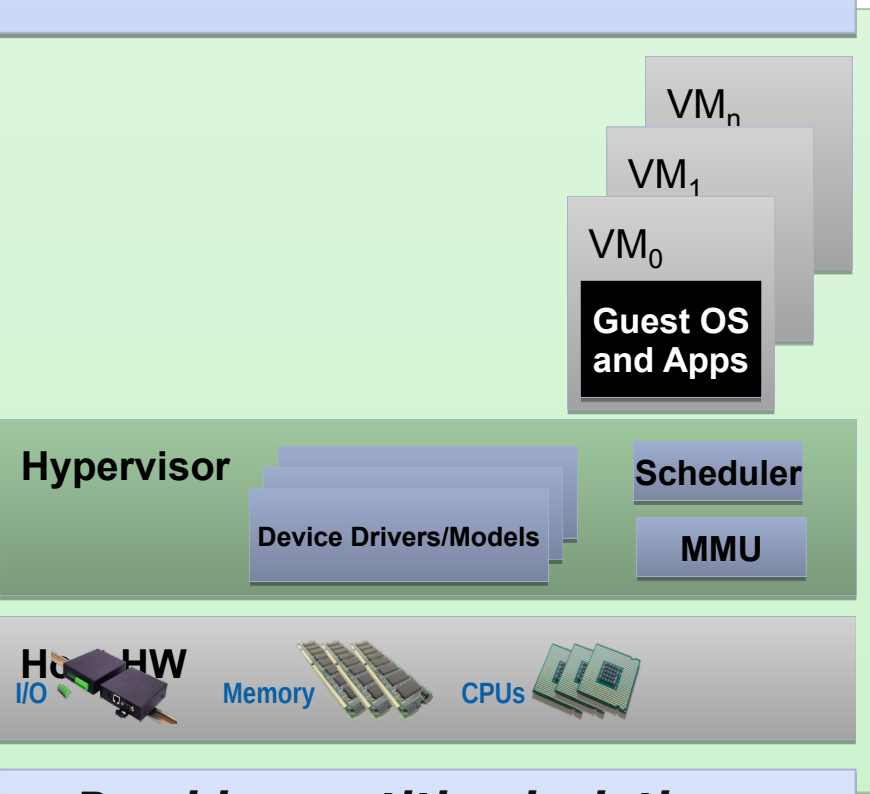 VMn
VM1
VM0
Guest OS
and Apps
Hypervisor
Scheduler
Device Drivers/Models
MMU
HW
I/O
Memory
CPUs